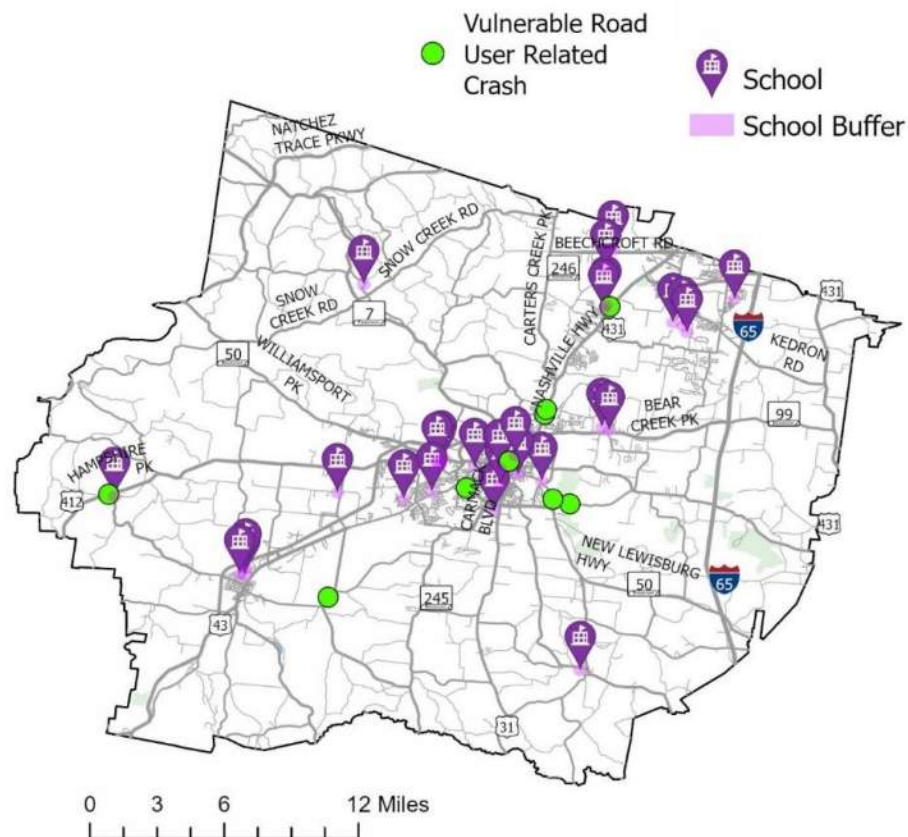 Vulnerable Road
User Related
Crash
School
School Buffer
NATCHEZ
TRACE PKWY
SNOW CREEK RD
CARTERS CREEK PK
BEECHCROFT RD
246
431
431
65
KEDRON
RD
SNOW
CREEK RD
7
NASHVILLE HWY
50
WILLIAMSPORT
PK
BEAR
CREEK PK
99
HAMPSHIRE
PK
412
CARMACK
BLVD
431
NEW LEWISBURG
HWY
50
65
245
43
31
0 3 6 12 Miles